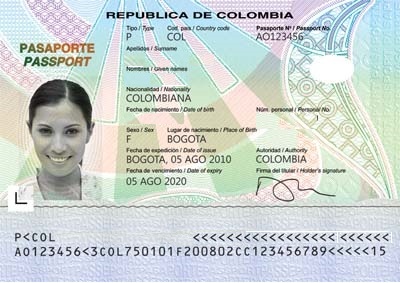 REPUBLICA DE COLOMBIA
PASAPORTE
PASSPORT
Tipo / Type Cod. pais / Country code Pasaporte Nº / Passport No.
P COL AO123456
Apellidos / Surname
Nombres / Given names
Nacionalidad / Nationality
COLOMBIANA
Fecha de nacimiento / Date of birth Núm. personal / Personal No.
Sexo / Sex Lugar de nacimiento / Place of Birth
F BOGOTA
Fecha de expedición / Date of issue Autoridad / Authority
BOGOTA, 05 AGO 2010 COLOMBIA
Fecha de vencimiento / Date of expiry Firma del titular / Holder's signature
05 AGO 2020
P<COL <<<<<<<<<<<<<<<<<<
AO123456<3COL750101F200802CC123456789<<<<<15